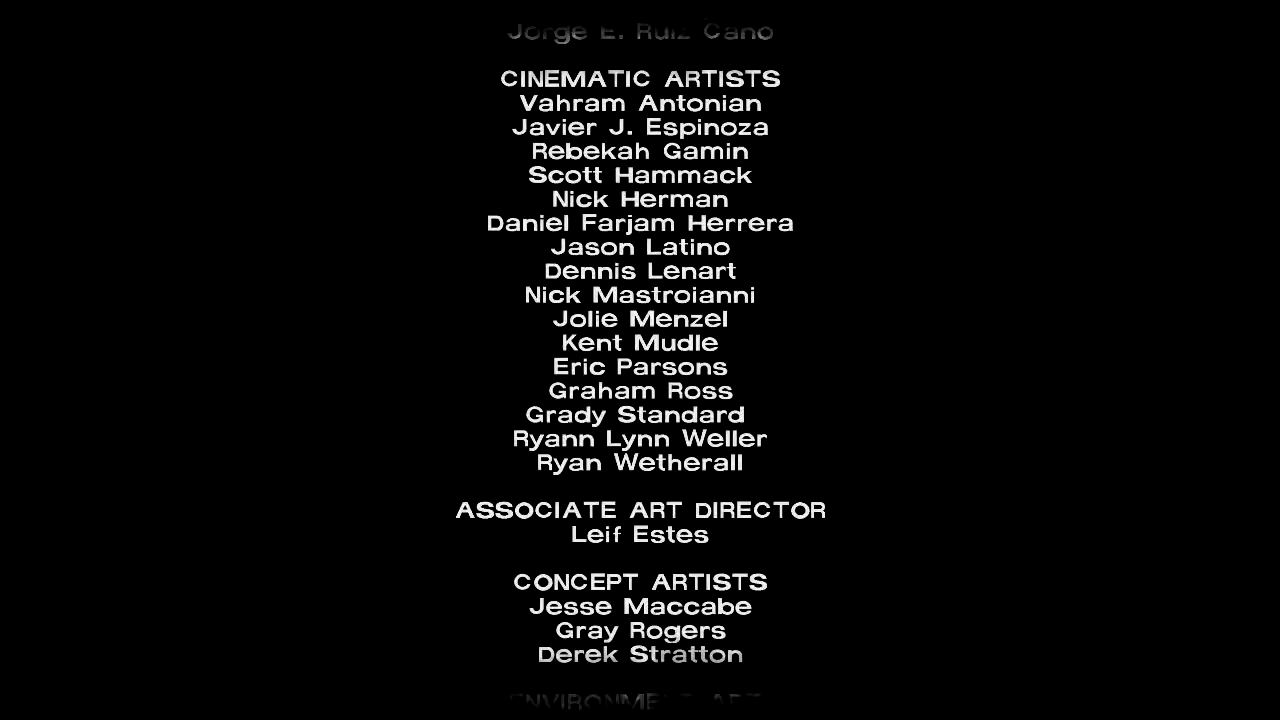 Jorge E. Ruiz Cano
CINEMATIC ARTISTS
Vahram Antonian
Javier J. Espinoza
Rebekah Gamin
Scott Hammack
Nick Herman
Daniel Farjam Herrera
Jason Latino
Dennis Lenart
Nick Mastroianni
Jolie Menzel
Kent Mudle
Eric Parsons
Graham Ross
Grady Standard
Ryann Lynn Weller
Ryan Wetherall
ASSOCIATE ART DIRECTOR
Leif Estes
CONCEPT ARTISTS
Jesse Maccabe
Gray Rogers
Derek Stratton